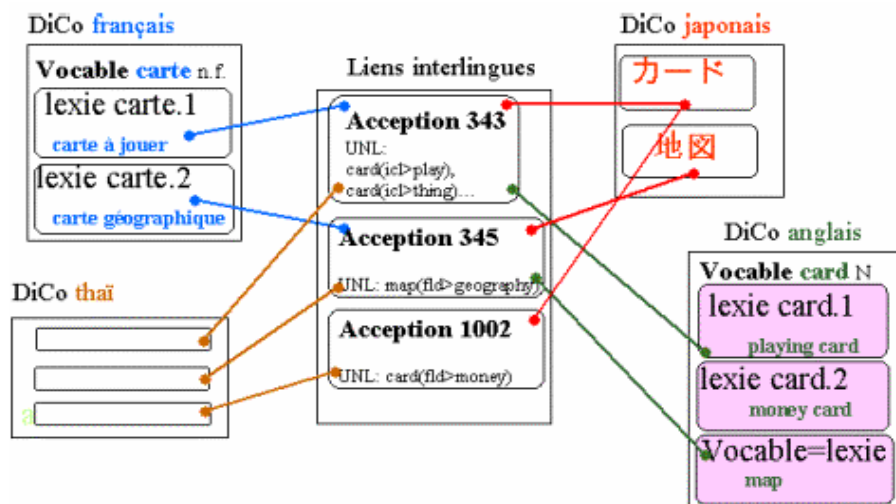 DiCo français
Vocable carte n.f.
lexie carte.1
carte à jouer
lexie carte.2
carte géographique
DiCo thaï
a
Liens interlingues
Acception 343
UNL:
card(icl>play),
card(icl>thing)...
Acception 345
UNL: map(fld>geography))
Acception 1002
UNL: card(fld>money)
DiCo japonais
カード
地図
DiCo anglais
Vocable card N
lexie card.1
playing card
lexie card.2
money card
Vocable=lexie
map